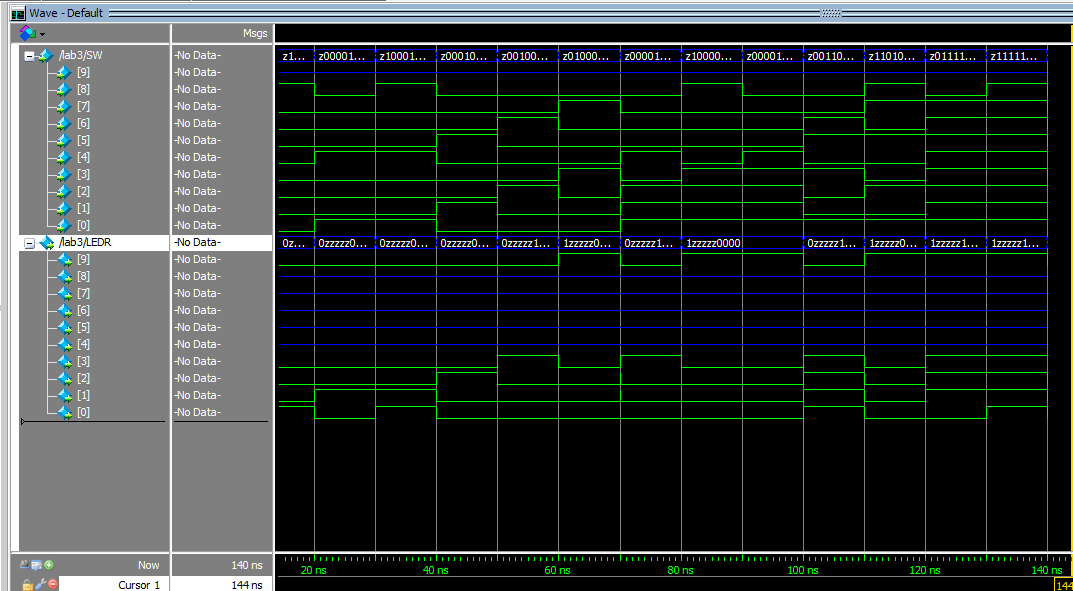 Wave - Default
Msgs
/lab3/SW -No Data- z1... z00001... z10001... z00010... z00100... z01000... z00001... z10000... z00001... z00110... z11010... z01111... z11111...
[9] -No Data-
[8] -No Data-
[7] -No Data-
[6] -No Data-
[5] -No Data-
[4] -No Data-
[3] -No Data-
[2] -No Data-
[1] -No Data-
[0] -No Data-
/lab3/LEDR -No Data- 0z... 0zzzzz0... 0zzzzz0... 0zzzzz0... 0zzzzz1... 1zzzzz0... 0zzzzz1... 1zzzzz0000 0zzzzz1... 1zzzzz0... 1zzzzz1... 1zzzzz1...
[9] -No Data-
[8] -No Data-
[7] -No Data-
[6] -No Data-
[5] -No Data-
[4] -No Data-
[3] -No Data-
[2] -No Data-
[1] -No Data-
[0] -No Data-
Now 140 ns 20 ns 40 ns 60 ns 80 ns 100 ns 120 ns 140 ns
Cursor 1 144 ns 144